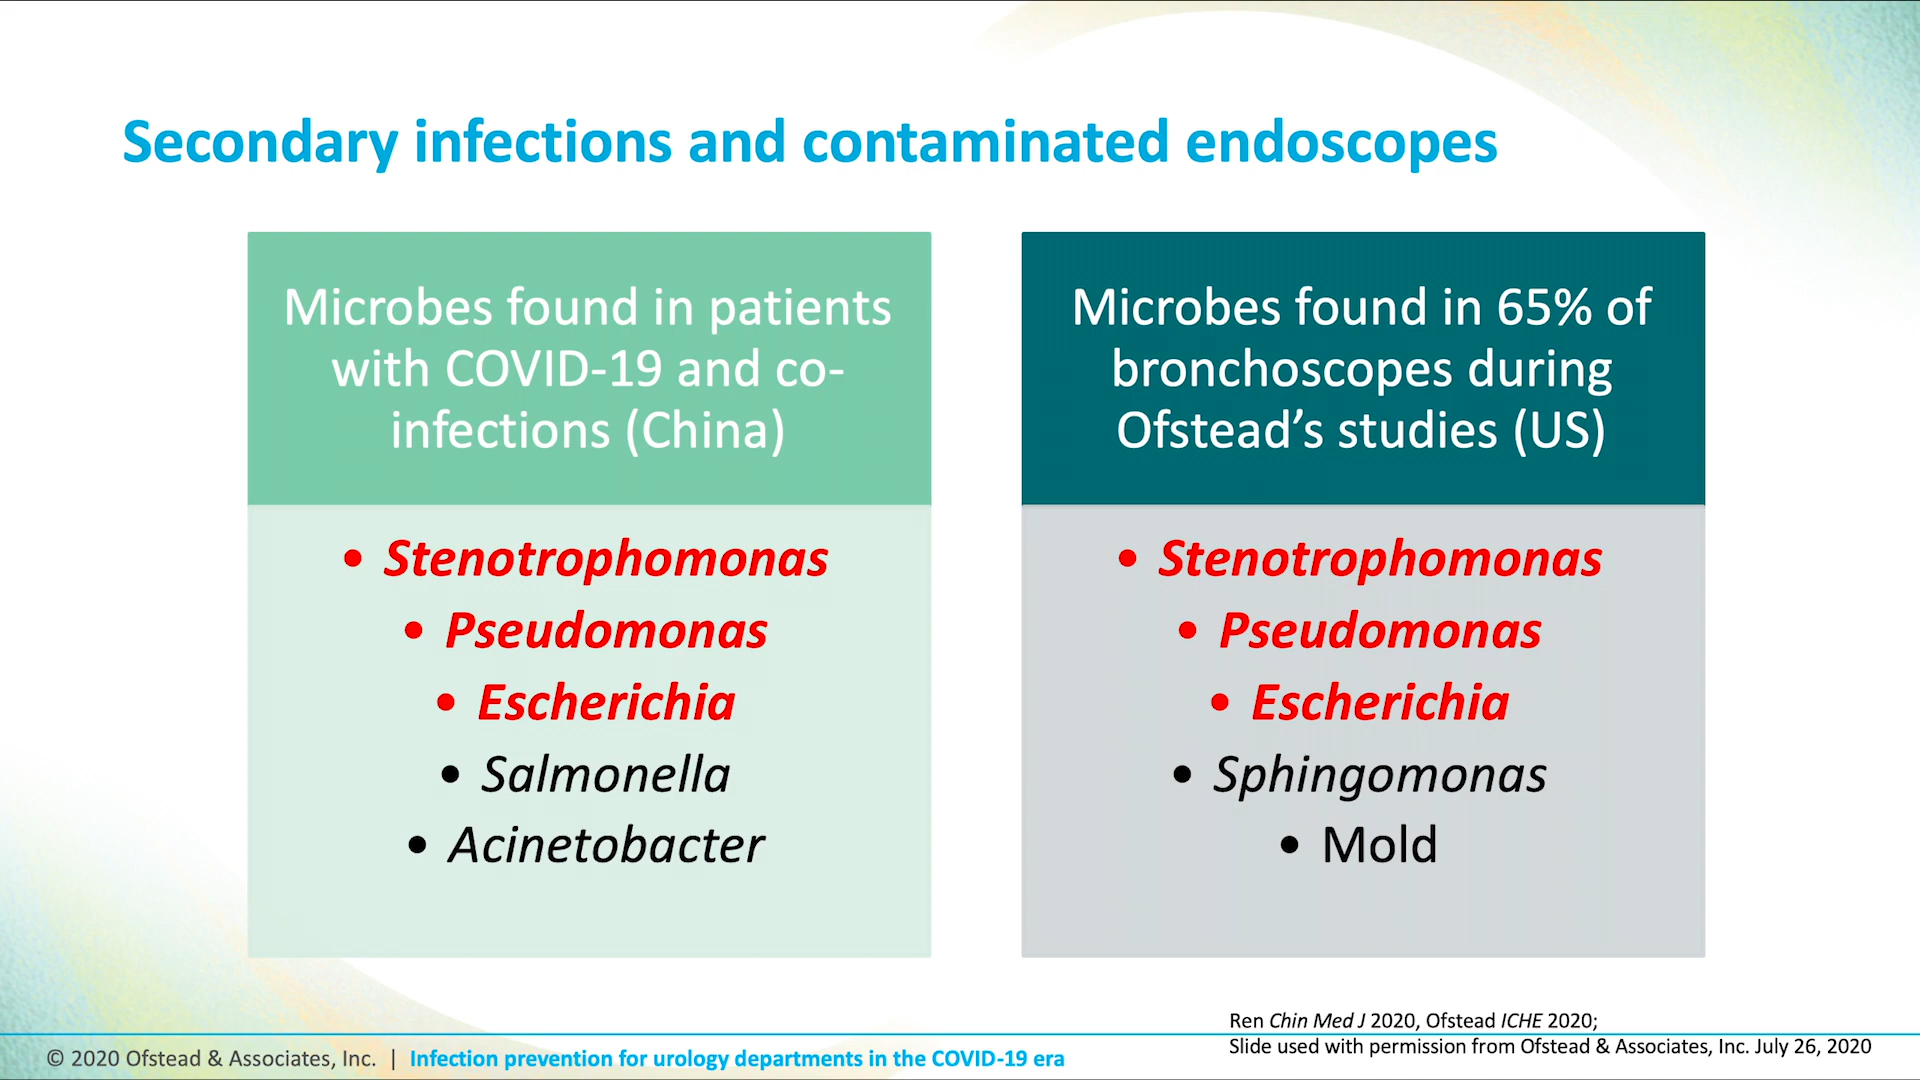 Secondary infections and contaminated endoscopes
Microbes found in patients
with COVID-19 and co-
infections (China)
• Stenotrophomonas
• Pseudomonas
• Escherichia
• Salmonella
• Acinetobacter
Microbes found in 65% of
bronchoscopes during
Ofstead’s studies (US)
• Stenotrophomonas
• Pseudomonas
• Escherichia
• Sphingomonas
• Mold
Ren Chin Med J 2020, Ofstead ICHE 2020;
Slide used with permission from Ofstead & Associates, Inc. July 26, 2020
© 2020 Ofstead & Associates, Inc. | Infection prevention for urology departments in the COVID-19 era